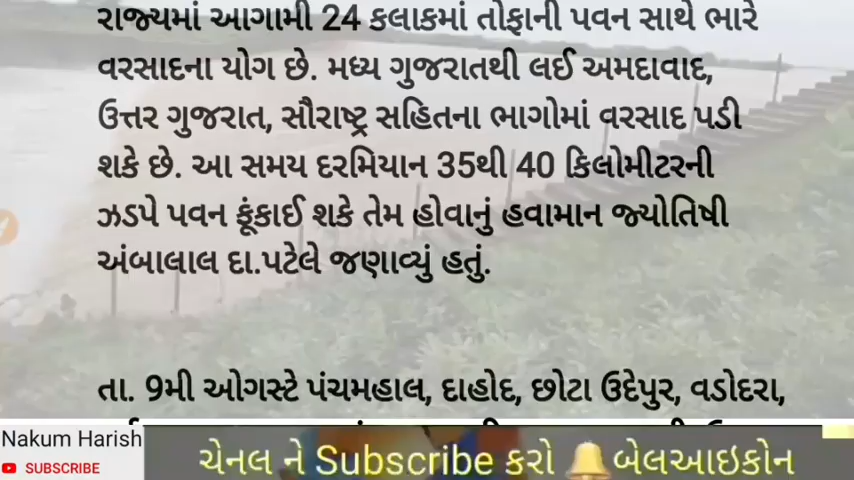 રાજ્યમાં આગામી 24 કલાકમાં તોફાની પવન સાથે ભારે
વરસાદના યોગ છે. મધ્ય ગુજરાતથી લઈ અમદાવાદ,
ઉત્તર ગુજરાત, સૌરાષ્ટ્ર સહિતના ભાગોમાં વરસાદ પડી
શકે છે. આ સમય દરમિયાન 35થી 40 કિલોમીટરની
ઝડપે પવન ફૂંકાઈ શકે તેમ હોવાનું હવામાન જ્યોતિષી
અંબાલાલ દા.પટેલે જણાવ્યું હતું.
તા. 9મી ઓગસ્ટે પંચમહાલ, દાહોદ, છોટા ઉદેપુર, વડોદરા,
Nakum Harish
SUBSCRIBE
ચેનલ ને Subscribe કરો 🔔બેલઆઇકોન